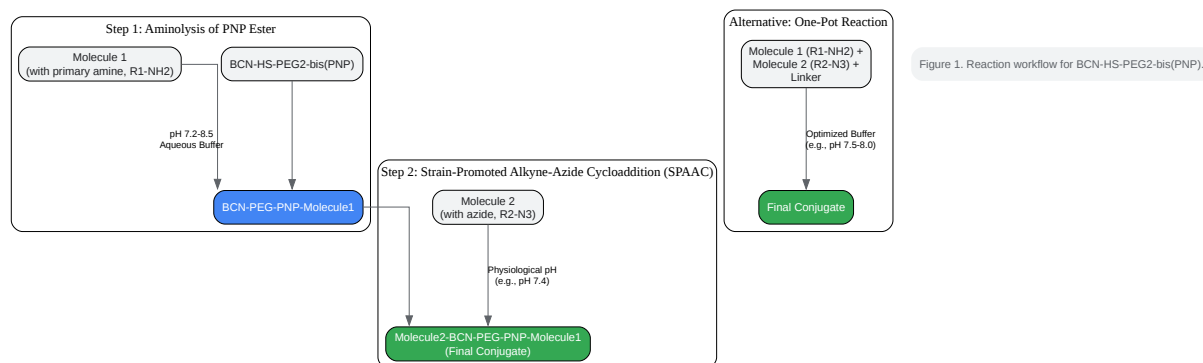 Step 1: Aminolysis of PNP Ester
Molecule 1
(with primary amine, R1-NH2)
BCN-HS-PEG2-bis(PNP)
pH 7.2-8.5
Aqueous Buffer
BCN-PEG-PNP-Molecule1
Step 2: Strain-Promoted Alkyne-Azide Cycloaddition (SPAAC)
Molecule 2
(with azide, R2-N3)
Physiological pH
(e.g., pH 7.4)
Molecule2-BCN-PEG-PNP-Molecule1
(Final Conjugate)
Alternative: One-Pot Reaction
Molecule 1 (R1-NH2) +
Molecule 2 (R2-N3) +
Linker
Optimized Buffer
(e.g., pH 7.5-8.0)
Final Conjugate
Figure 1. Reaction workflow for BCN-HS-PEG2-bis(PNP).